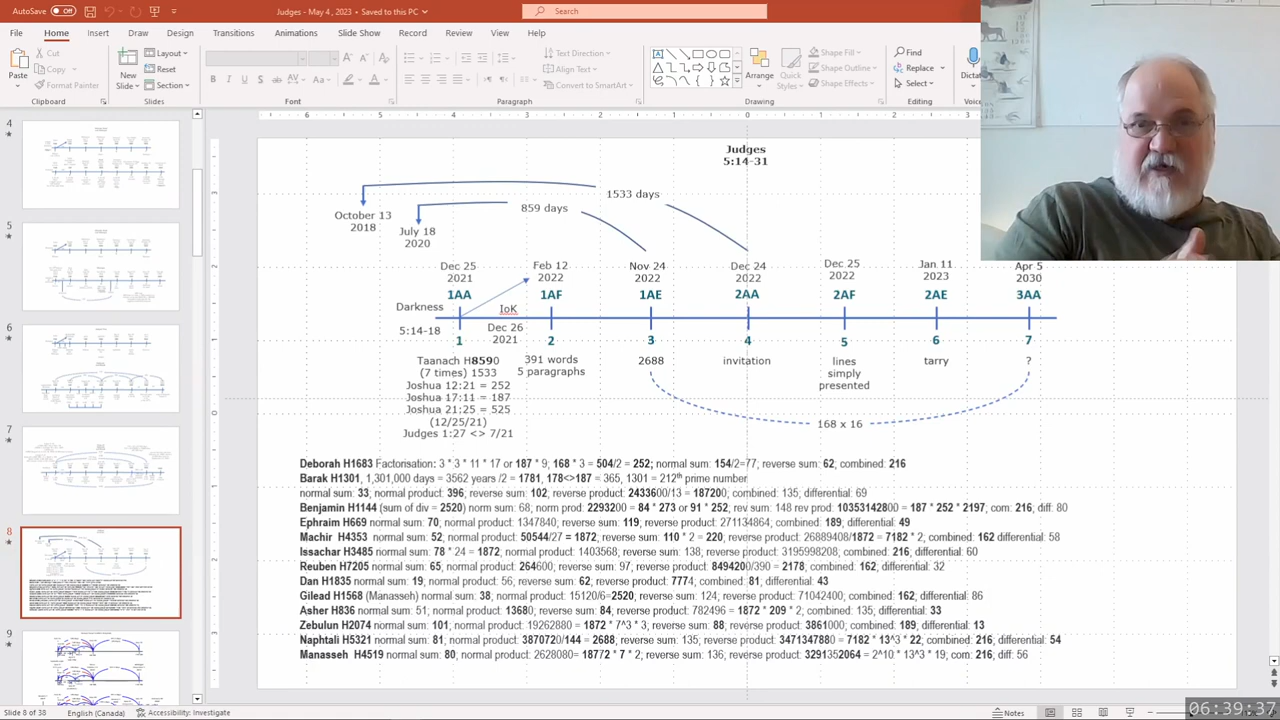 AutoSave Off
Judges - May 4 , 2023 • Saved to this PC
Search
File Home Insert Draw Design Transitions Animations Slide Show Record Review View Help
Paste
Cut
Copy
Format Painter
Clipboard
New
Slide
Layout
Reset
Section
Slides
Font
Text Direction
Align Text
Convert to SmartArt
Paragraph
Arrange
Quick
Styles
Shape Fill
Shape Outline
Shape Effects
Drawing
Find
Replace
Select
Editing
Dictat
Voice
4
5
6
7
8
9
Judges
5:14-31
1533 days
859 days
October 13
2018
July 18
2020
Dec 25
2021
Feb 12
2022
Nov 24
2022
Dec 24
2022
Dec 25
2022
Jan 11
2023
Apr 5
2030
1AA 1AF 1AE 2AA 2AF 2AE 3AA
Darkness
IoK
5:14-18
Dec 26
2021
1 2 3 4 5 6 7
Taanach H8590
(7 times) 1533
Joshua 12:21 = 252
Joshua 17:11 = 187
Joshua 21:25 = 525
(12/25/21)
Judges 1:27 <> 7/21
391 words
5 paragraphs
2688
invitation
lines
simply
presented
tarry
?
168 x 16
Deborah H1683 Factorisation: 3 * 3 * 11 * 17 or 187 * 9, 168 * 3 = 504/2 = 252; normal sum: 154/2=77; reverse sum: 62, combined: 216
Barak H1301, 1,301,000 days = 3562 years /2 = 1781, 178<>187 = 365, 1301 = 212th prime number
normal sum: 33, normal product: 396, reverse sum: 102, reverse product: 2433600/13 = 187200; combined: 135, differential: 69
Benjamin H1144 (sum of div = 2520) norm sum: 68, norm prod: 2293200 = 84 * 273 or 91 * 252, rev sum: 148 rev prod: 10353142800 = 187 * 252 * 2197; com: 216, diff. 80
Ephraim H669 normal sum: 70, normal product: 1347840, reverse sum: 119, reverse product: 271134864; combined: 189, differential: 49
Machir H4353 normal sum: 52, normal product: 50544/27 = 1872, reverse sum: 110 * 2 = 220, reverse product: 26889408/1872 = 7182 * 2, combined: 162 differential: 58
Issachar H3485 normal sum: 78 * 24 = 1872, normal product: 1403568, reverse sum: 138, reverse product: 3195998208, combined: 216, differential: 60
Reuben H7205 normal sum: 65, normal product: 264600, reverse sum: 97, reverse product: 8494200/390 = 2178, combined: 162, differential: 32
Dan H1835 normal sum: 19, normal product: 56, reverse sum: 62, reverse product: 7774, combined: 81, differential: 43
Gilead H1568 (Manasseh) normal sum: 38, normal product: 15120/6=2520, reverse sum: 124, reverse product: 71042400, combined: 162, differential: 86
Asher H836 normal sum: 51, normal product: 13680, reverse sum: 84, reverse product: 782496 = 1872 * 209 * 2, combined: 135, differential: 33
Zebulun H2074 normal sum: 101, normal product: 19262880 = 1872 * 7^3 * 3, reverse sum: 88, reverse product: 3861000; combined: 189, differential: 13
Naphtali H5321 normal sum: 81, normal product: 387072​0/144 = 2688, reverse sum: 135, reverse product: 3471347880 = 7182 * 13^3 * 22, combined: 216, differential: 54
Manasseh H4519 normal sum: 80, normal product: 2628080= 18772 * 7 * 2, reverse sum: 136, reverse product: 3291352064 = 2^10 * 13^3 * 19, com: 216, diff: 56
Slide 8 of 38
English (Canada)
Accessibility: Investigate
Notes
06:39:37